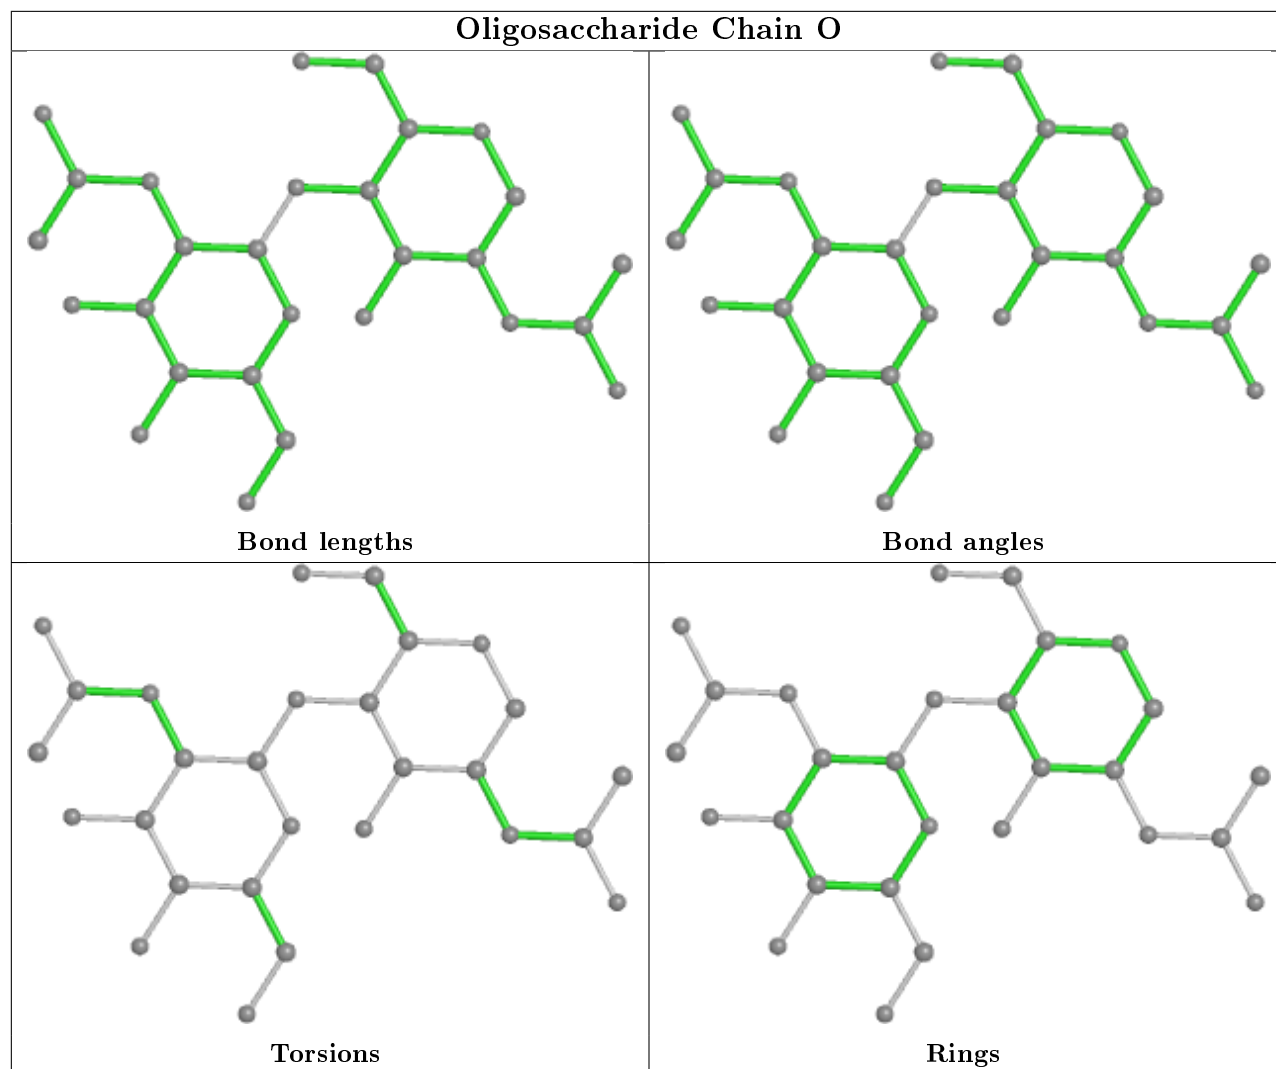 Oligosaccharide Chain O
Bond lengths
Bond angles
Torsions
Rings